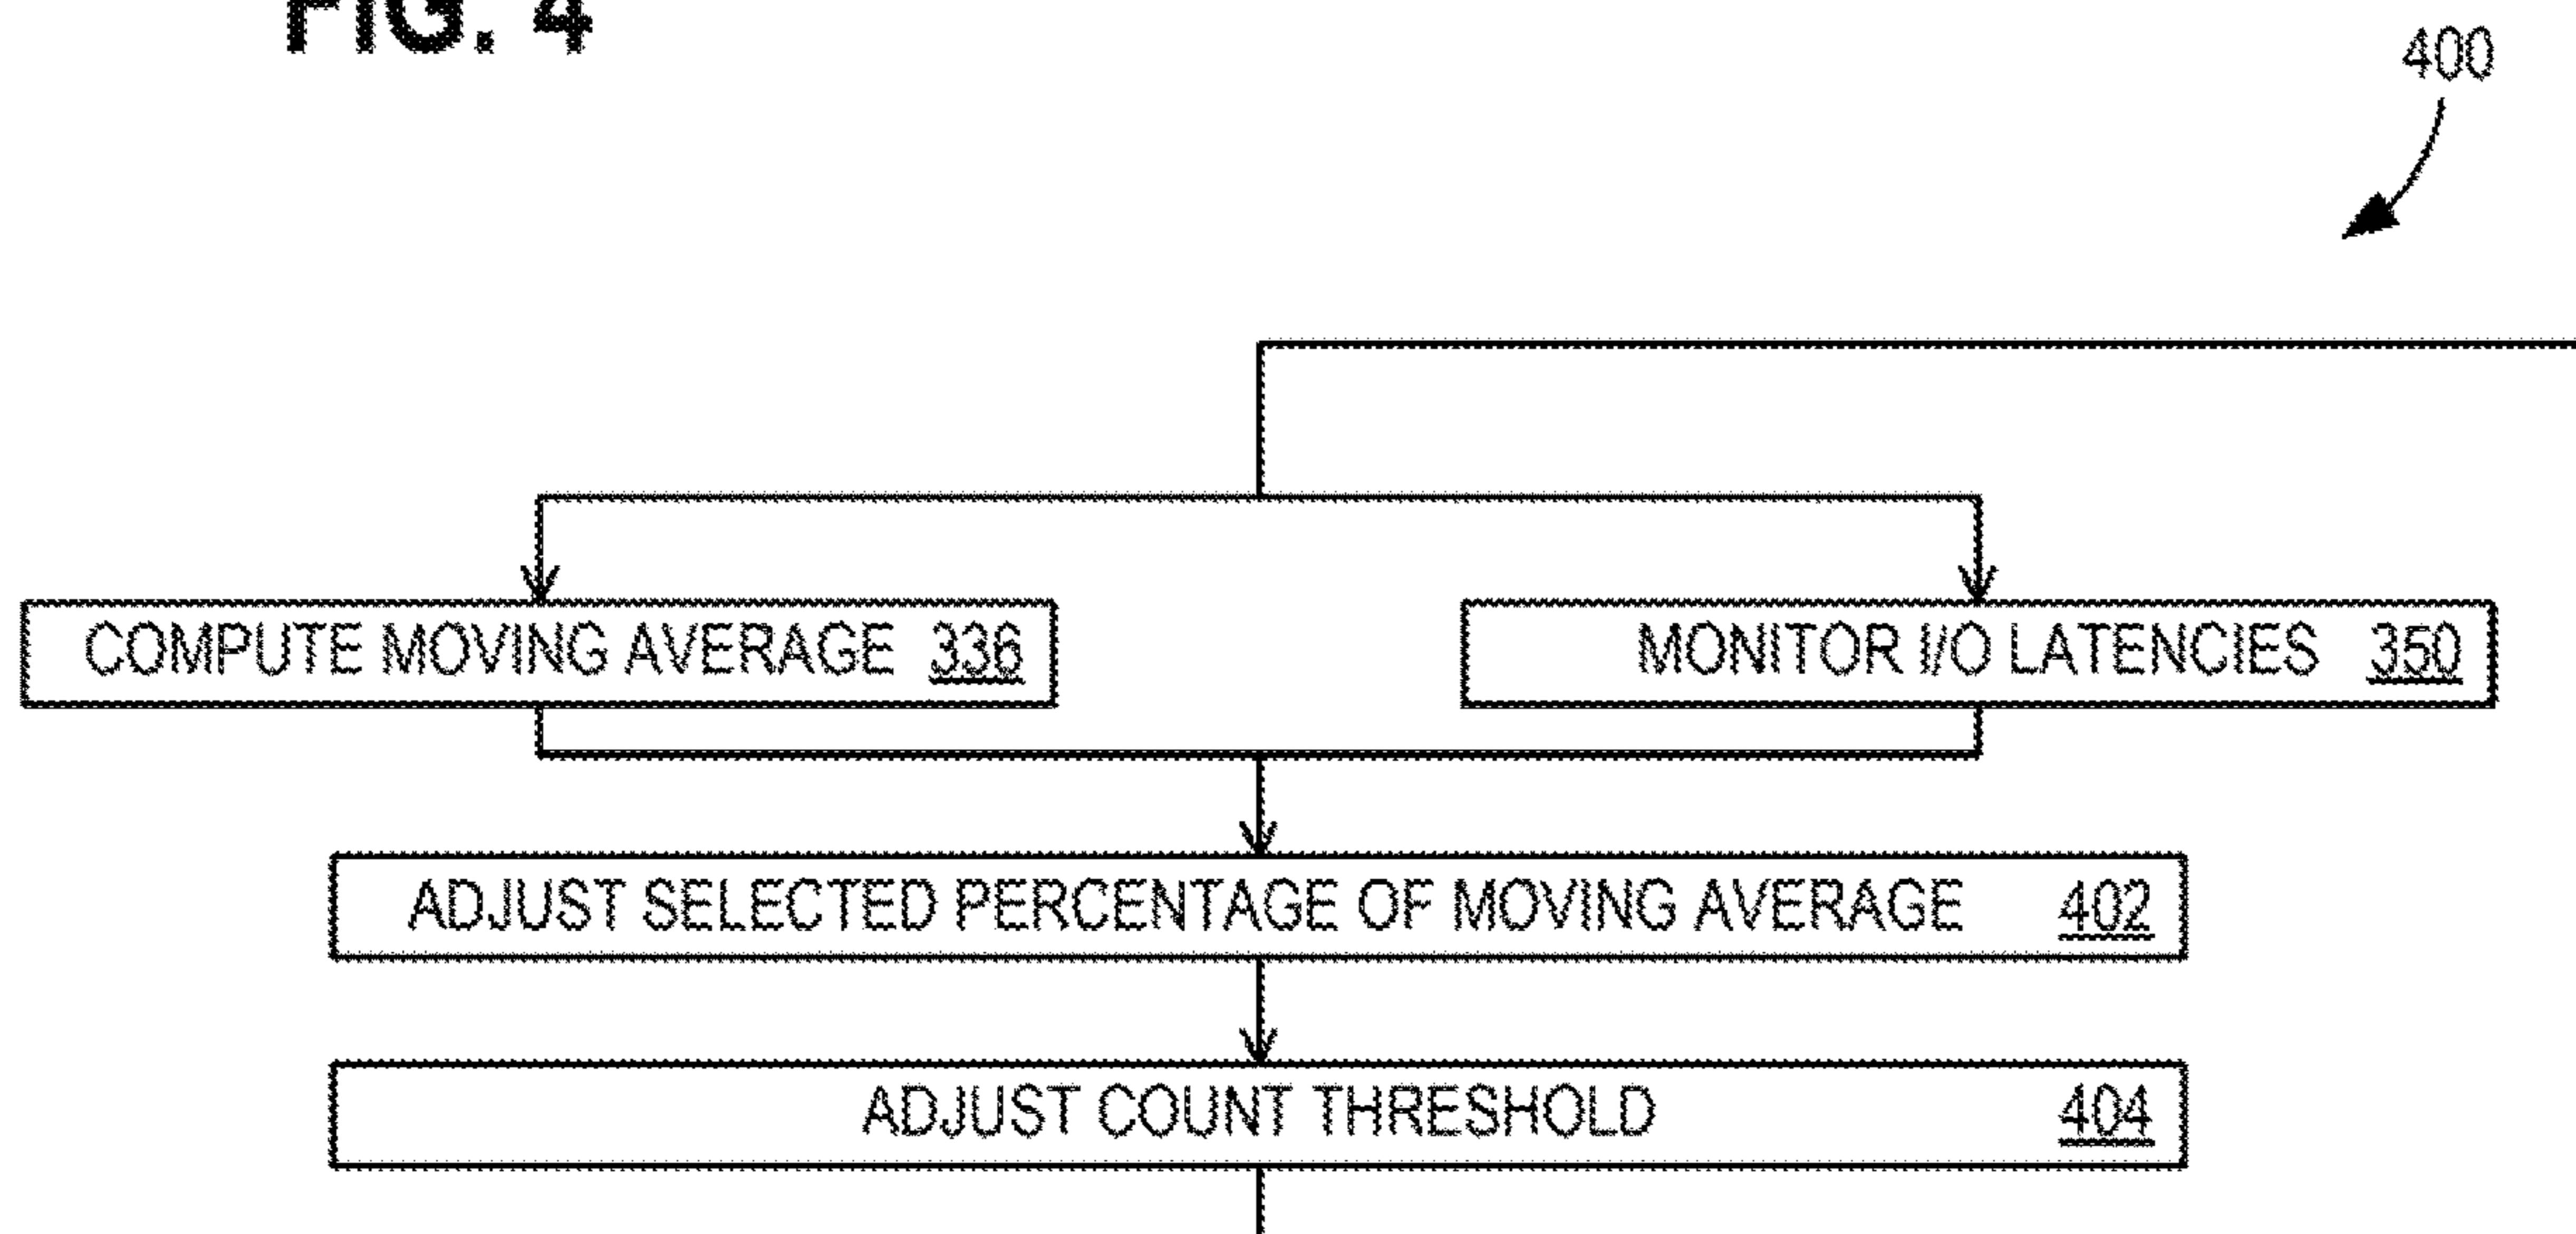 FIG. 4
400
COMPUTE MOVING AVERAGE 336
MONITOR I/O LATENCIES 350
ADJUST SELECTED PERCENTAGE OF MOVING AVERAGE 402
ADJUST COUNT THRESHOLD 404